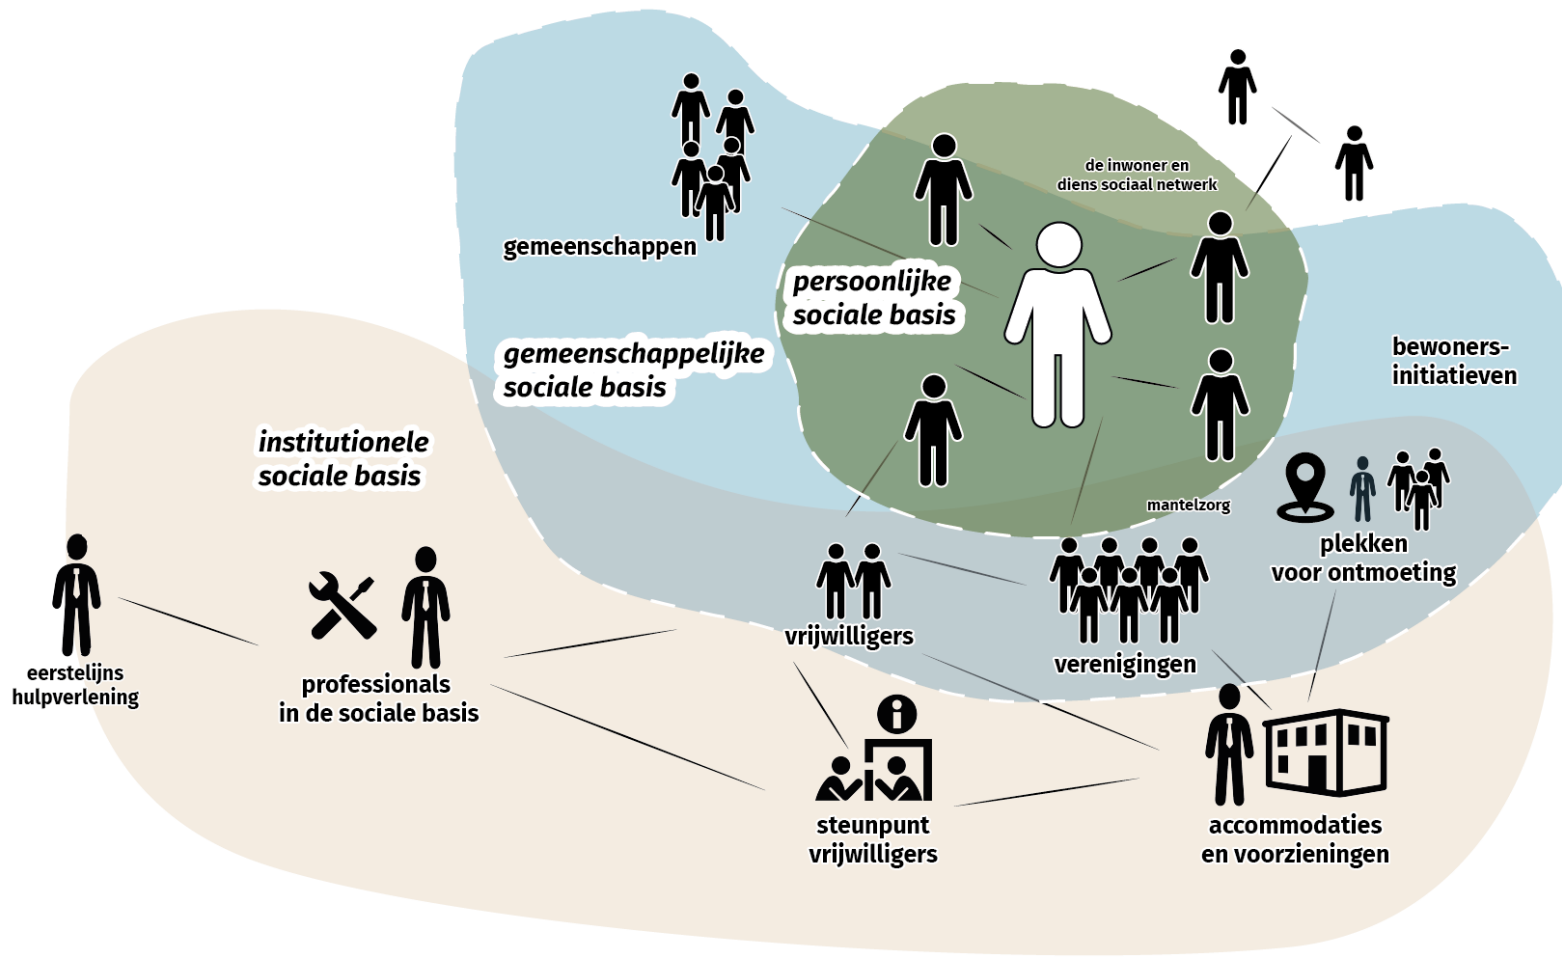 de inwoner en
diens sociaal netwerk
gemeenschappen
persoonlijke
sociale basis
gemeenschappelijke
sociale basis
bewoners-
initiatieven
institutionele
sociale basis
mantelzorg
plekken
voor ontmoeting
vrijwilligers
verenigingen
eerstelijns
hulpverlening
professionals
in de sociale basis
steunpunt
vrijwilligers
accommodaties
en voorzieningen